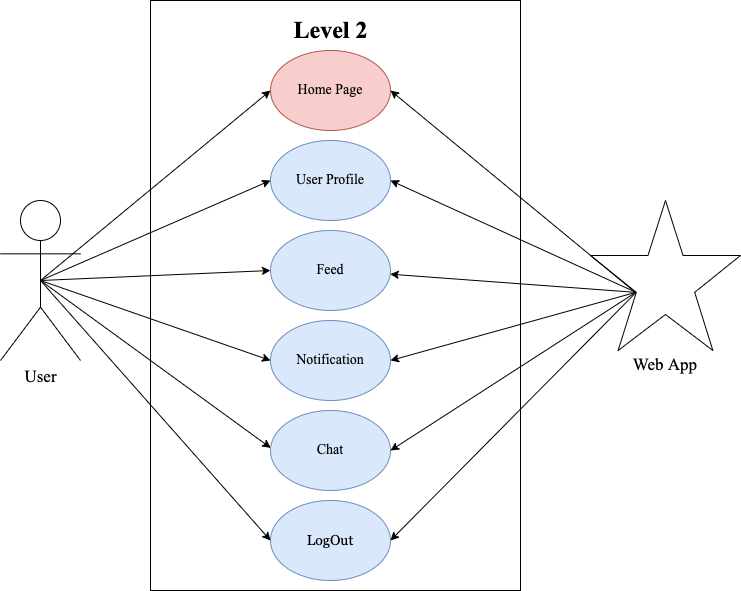 Level 2
Home Page
User Profile
Feed
Notification
Chat
LogOut
User
Web App